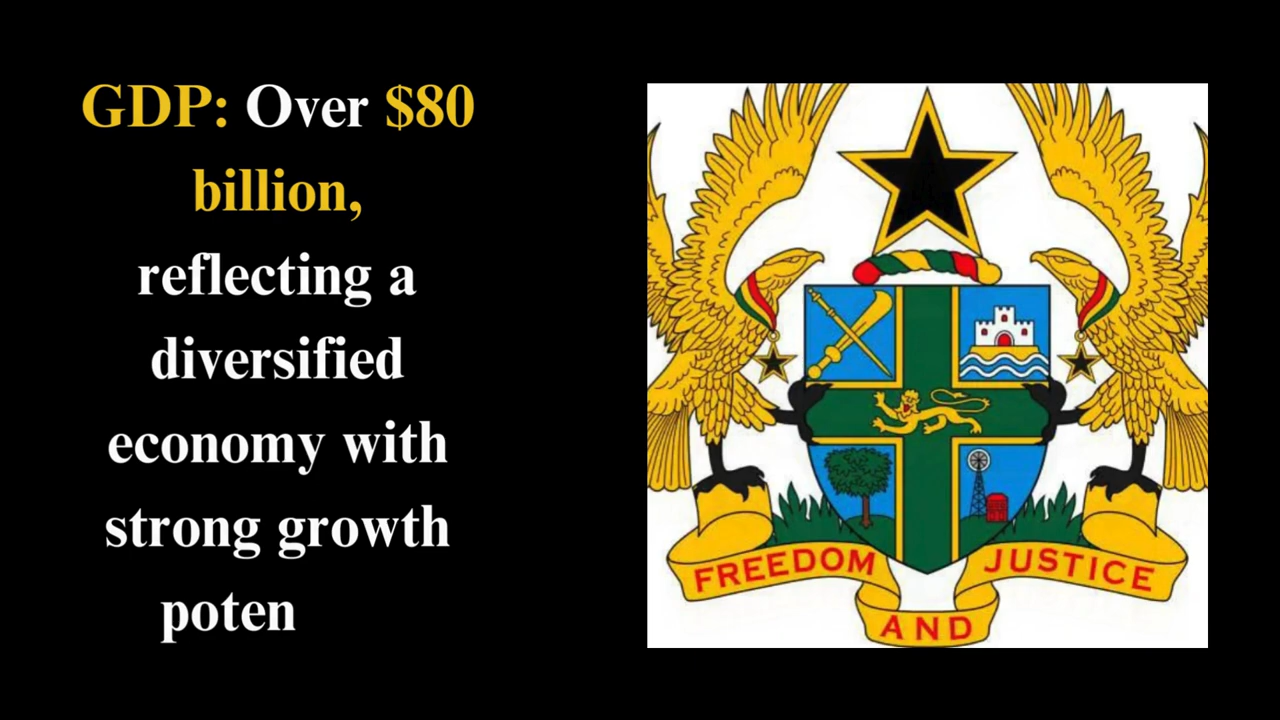 GDP: Over $80
billion,
reflecting a
diversified
economy with
strong growth
poten
FREEDOM
AND
JUSTICE